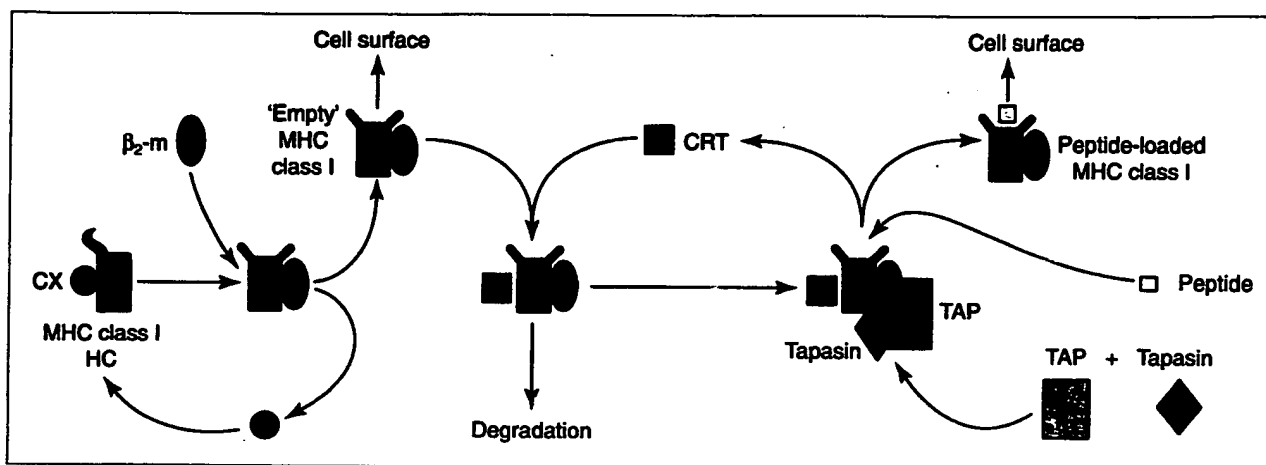 Cell surface
Cell surface
'Empty'
MHC
class I
β₂-m
CRT
Peptide-loaded
MHC class I
CX
MHC class I
HC
Peptide
TAP
Tapasin
TAP + Tapasin
Degradation